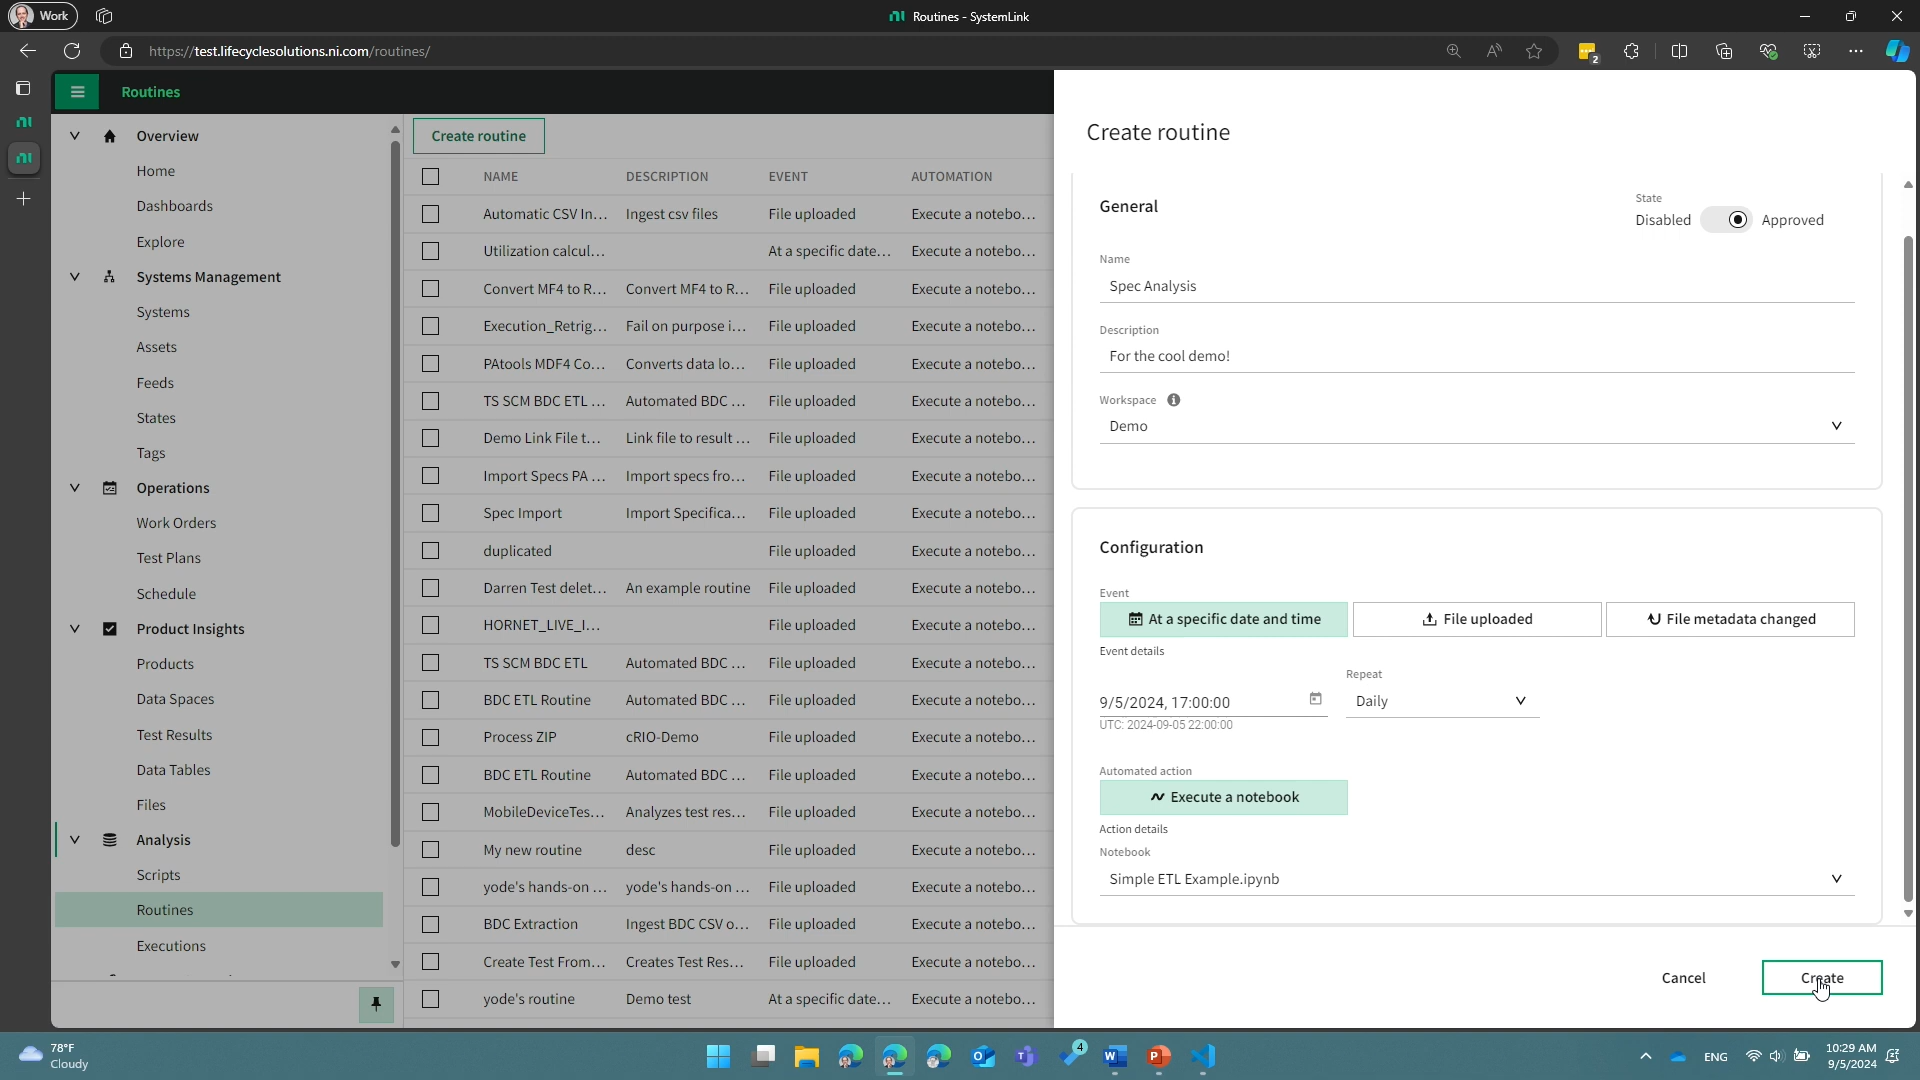 Work
Routines - SystemLink
https://test.lifecyclesolutions.ni.com/routines/
2
Routines
Overview
Home
Dashboards
Explore
Systems Management
Systems
Assets
Feeds
States
Tags
Operations
Work Orders
Test Plans
Schedule
Product Insights
Products
Data Spaces
Test Results
Data Tables
Files
Analysis
Scripts
Routines
Executions
Create routine
NAME DESCRIPTION EVENT AUTOMATION
Automatic CSV In... Ingest csv files File uploaded Execute a notebo...
Utilization calcul... At a specific date... Execute a notebo...
Convert MF4 to R... Convert MF4 to R... File uploaded Execute a notebo...
Execution_Retrig... Fail on purpose i... File uploaded Execute a notebo...
PAtools MDF4 Co... Converts data lo... File uploaded Execute a notebo...
TS SCM BDC ETL ... Automated BDC ... File uploaded Execute a notebo...
Demo Link File t... Link file to result ... File uploaded Execute a notebo...
Import Specs PA ... Import specs fro... File uploaded Execute a notebo...
Spec Import Import Specifica... File uploaded Execute a notebo...
duplicated File uploaded Execute a notebo...
Darren Test delet... An example routine File uploaded Execute a notebo...
HORNET_LIVE_I... File uploaded Execute a notebo...
TS SCM BDC ETL Automated BDC ... File uploaded Execute a notebo...
BDC ETL Routine Automated BDC ... File uploaded Execute a notebo...
Process ZIP cRIO-Demo File uploaded Execute a notebo...
BDC ETL Routine Automated BDC ... File uploaded Execute a notebo...
MobileDeviceTes... Analyzes test res... File uploaded Execute a notebo...
My new routine desc File uploaded Execute a notebo...
yode's hands-on ... yode's hands-on ... File uploaded Execute a notebo...
BDC Extraction Ingest BDC CSV o... File uploaded Execute a notebo...
Create Test From... Creates Test Res... File uploaded Execute a notebo...
yode's routine Demo test At a specific date... Execute a notebo...
Create routine
General
State
Disabled Approved
Name
Spec Analysis
Description
For the cool demo!
Workspace
Demo
Configuration
Event
At a specific date and time File uploaded File metadata changed
Event details
Repeat
9/5/2024, 17:00:00 Daily
UTC: 2024-09-05 22:00:00
Automated action
Execute a notebook
Action details
Notebook
Simple ETL Example.ipynb
Cancel Create
78°F
Cloudy
4
ENG
10:29 AM
9/5/2024